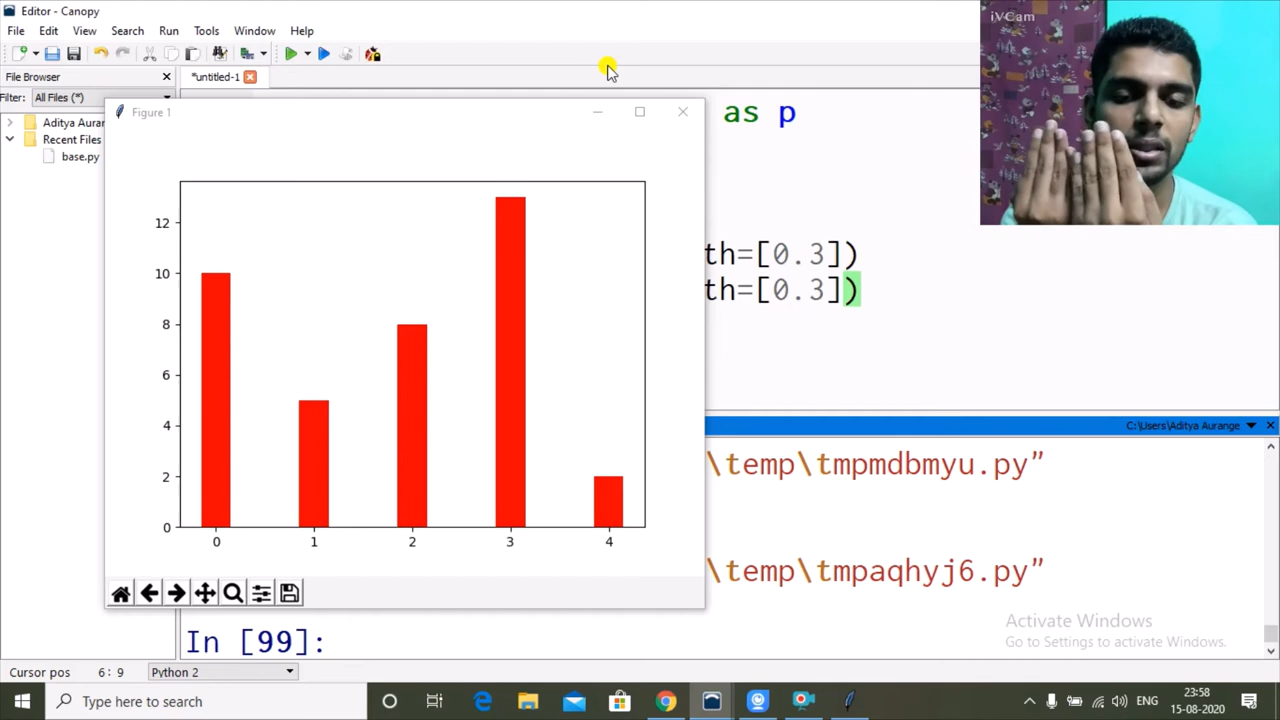 Editor - Canopy
iVCam
File Edit View Search Run Tools Window Help
File Browser
*untitled-1
Filter: All Files (*)
Aditya Auran
Recent Files
base.py
Figure 1
as p
th=[0.3])
th=[0.3])
12
10
8
6
4
2
0
0 1 2 3 4
C:\Users\Aditya Aurange
\temp\tmpmdbmyu.py"
\temp\tmpaqhyj6.py"
Activate Windows
Go to Settings to activate Windows.
In [99]:
Cursor pos 6: 9 Python 2
Type here to search
ENG
23:58
15-08-2020